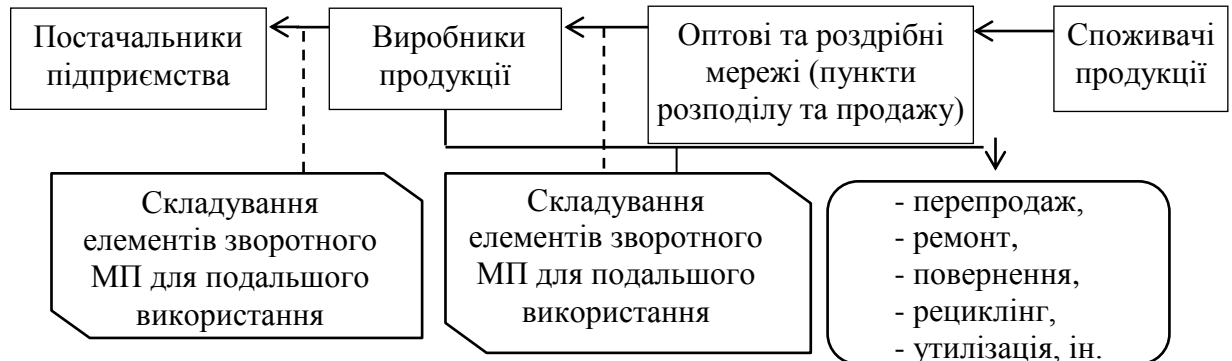 Постачальники
підприємства
Виробники
продукції
Оптові та роздрібні
мережі (пункти
розподілу та продажу)
Споживачі
продукції
Складування
елементів зворотного
МП для подальшого
використання
Складування
елементів зворотного
МП для подальшого
використання
- перепродаж,
- ремонт,
- повернення,
- рециклінг,
- утилізація, ін.